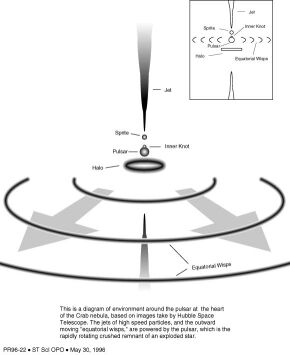 Jet
Sprite
Inner Knot
Pulsar
Halo
Equatorial Wisps
Jet
Sprite
Inner Knot
Pulsar
Halo
Equatorial Wisps
This is a diagram of environment around the pulsar at the heart
of the Crab nebula, based on images take by Hubble Space
Telescope. The jets of high speed particles, and the outward
moving "equatorial wisps," are powered by the pulsar, which is the
rapidly rotating crushed remnant of an exploded star.
PR96-22 • ST ScI OPO • May 30, 1996